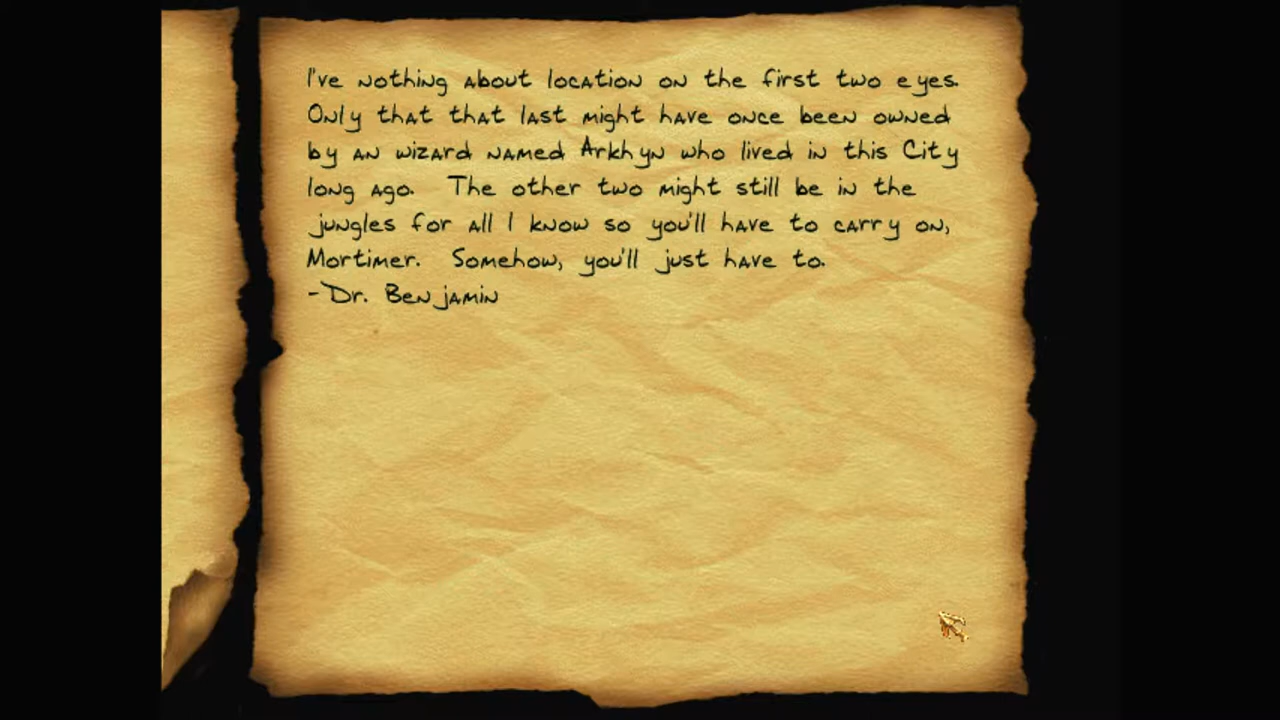 I've nothing about location on the first two eyes.
Only that that last might have once been owned
by an wizard named Arkhyn who lived in this City
long ago.  The other two might still be in the
jungles for all I know so you'll have to carry on,
Mortimer.  Somehow, you'll just have to.
-Dr. Benjamin